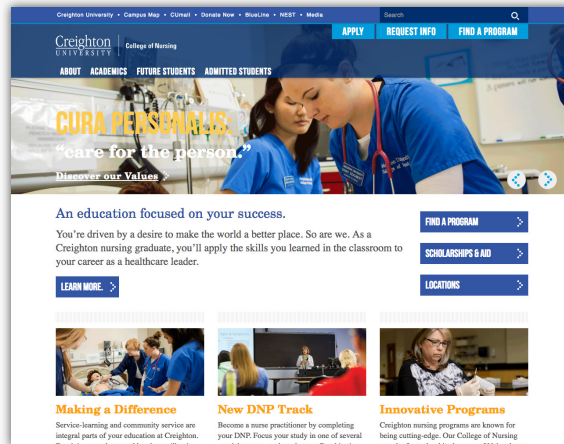 Creighton University • Campus Map • CUmail • Donate Now • BlueLine • NEST • Media
Search
APPLY
REQUEST INFO
FIND A PROGRAM
Creighton
UNIVERSITY
College of Nursing
ABOUT ACADEMICS FUTURE STUDENTS ADMITTED STUDENTS
CURA PERSONALIS:
“care for the person.”
Discover our Values
An education focused on your success.
You’re driven by a desire to make the world a better place. So are we. As a
Creighton nursing graduate, you’ll apply the skills you learned in the classroom to
your career as a healthcare leader.
LEARN MORE.
FIND A PROGRAM
SCHOLARSHIPS & AID
LOCATIONS
Making a Difference
Service-learning and community service are
integral parts of your education at Creighton.
New DNP Track
Become a nurse practitioner by completing
your DNP. Focus your study in one of several
Innovative Programs
Creighton nursing programs are known for
being cutting-edge. Our College of Nursing